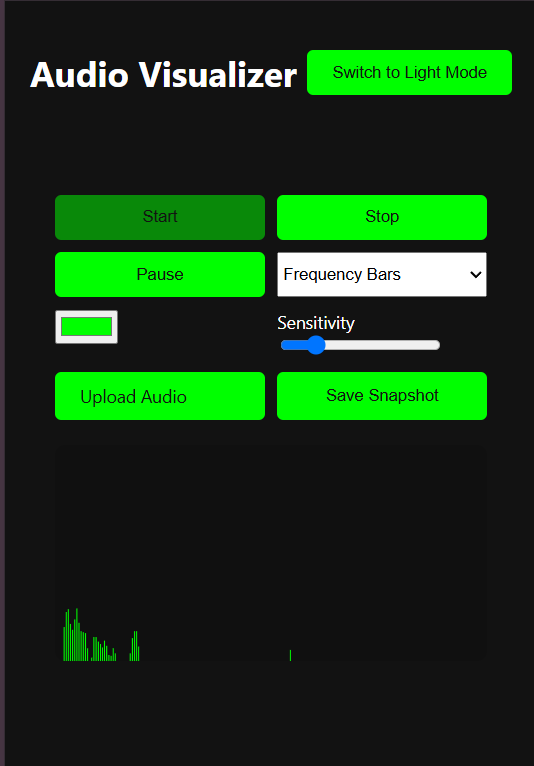 Audio Visualizer
Switch to Light Mode
Start
Stop
Pause
Frequency Bars
Sensitivity
Upload Audio
Save Snapshot